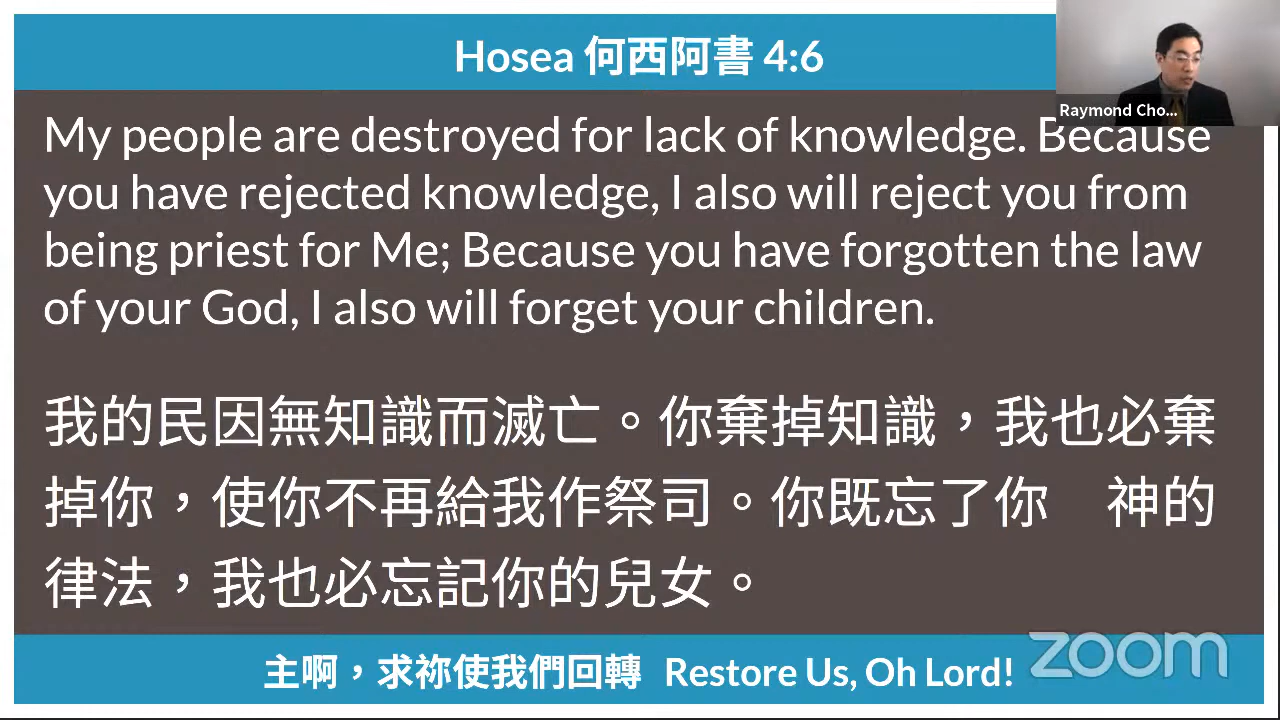 Hosea 何西阿書 4:6
Raymond Cho...
My people are destroyed for lack of knowledge. Because
you have rejected knowledge, I also will reject you from
being priest for Me; Because you have forgotten the law
of your God, I also will forget your children.
我的民因無知識而滅亡。你棄掉知識，我也必棄
掉你，使你不再給我作祭司。你既忘了你　神的
律法，我也必忘記你的兒女。
主啊，求祢使我們回轉 Restore Us, Oh Lord!
zoom